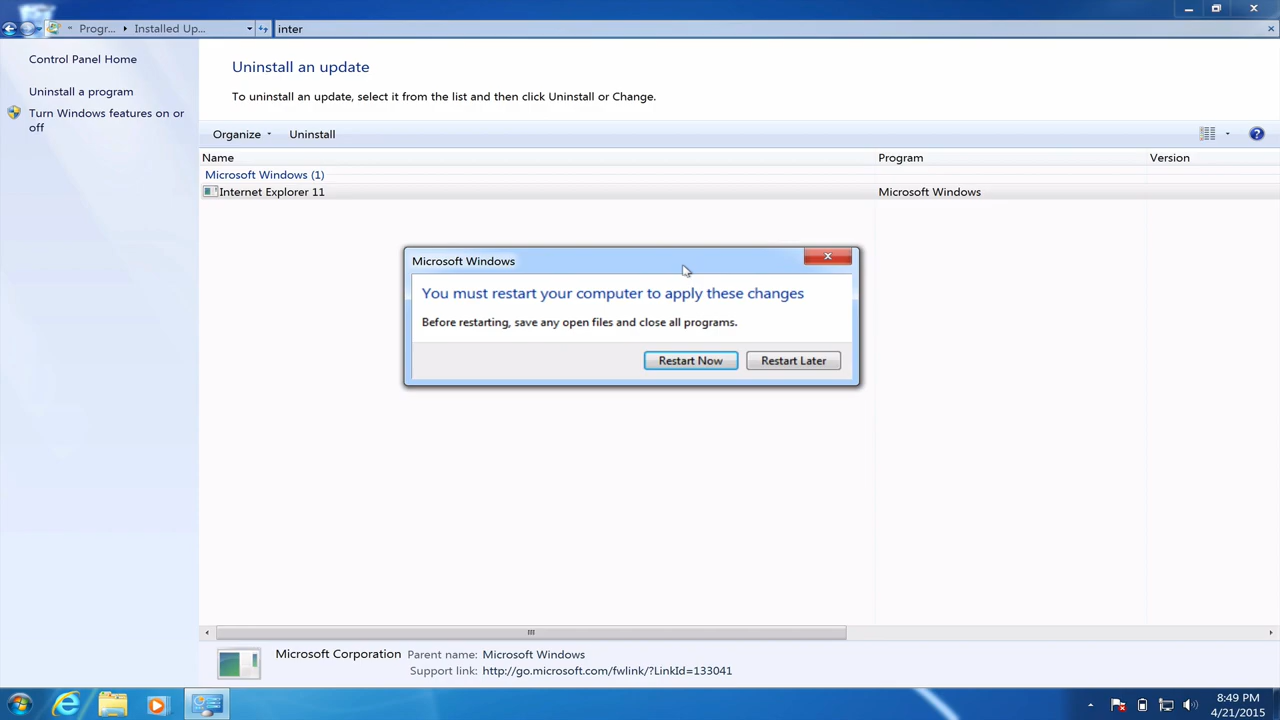 Progr... Installed Up... inter
Control Panel Home
Uninstall a program
Turn Windows features on or
off
Uninstall an update
To uninstall an update, select it from the list and then click Uninstall or Change.
Organize Uninstall
Name Program Version
Microsoft Windows (1)
Internet Explorer 11 Microsoft Windows
Microsoft Windows
You must restart your computer to apply these changes
Before restarting, save any open files and close all programs.
Restart Now Restart Later
Microsoft Corporation Parent name: Microsoft Windows
Support link: http://go.microsoft.com/fwlink/?LinkId=133041
8:49 PM
4/21/2015